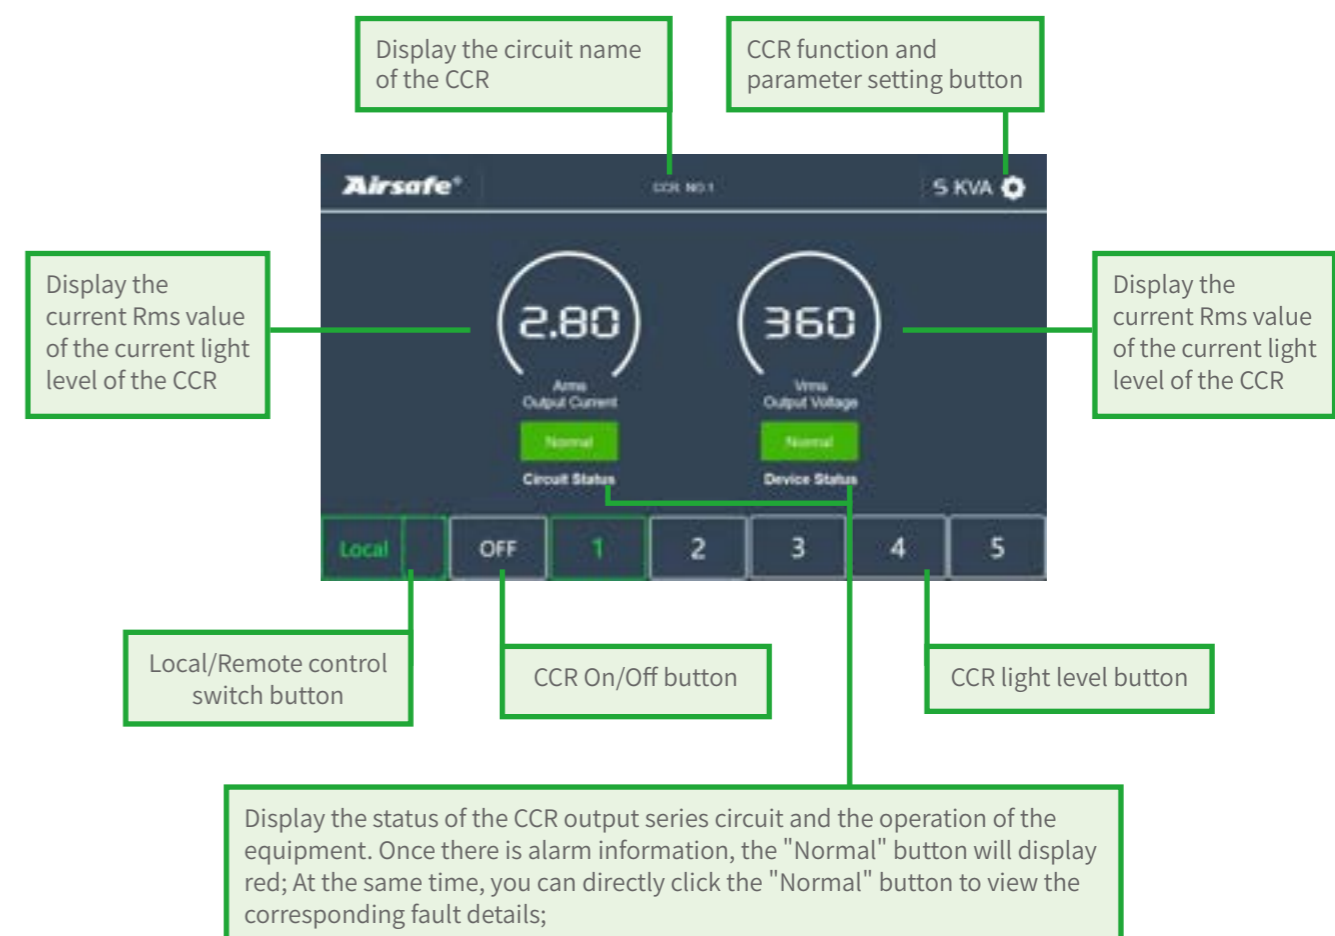 Display the circuit name
of the CCR
CCR function and
parameter setting button
Airsafe®
CCR NO.1
5 KVA
Display the
current Rms value
of the current light
level of the CCR
2.80
Arms
Output Current
Normal
Circuit Status
360
Vrms
Output Voltage
Normal
Device Status
Display the
current Rms value
of the current light
level of the CCR
Local
OFF
1
2
3
4
5
Local/Remote control
switch button
CCR On/Off button
CCR light level button
Display the status of the CCR output series circuit and the operation of the
equipment. Once there is alarm information, the "Normal" button will display
red; At the same time, you can directly click the "Normal" button to view the
corresponding fault details;